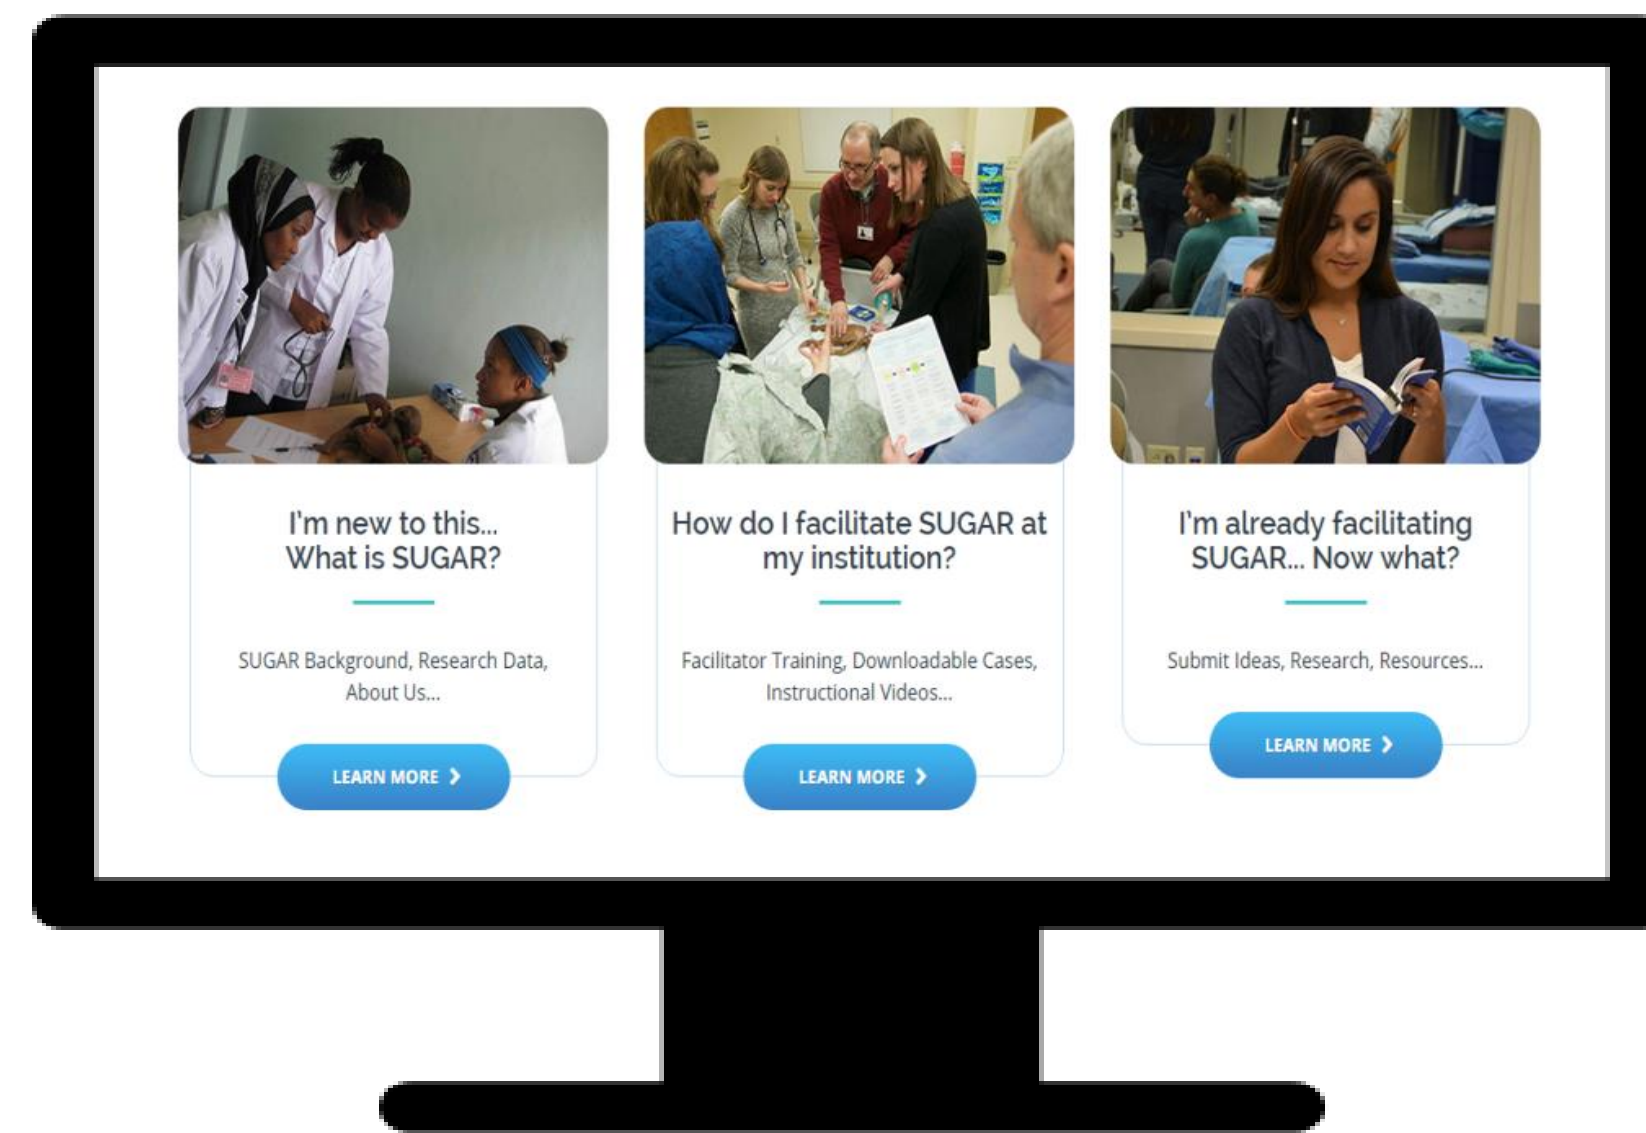 I'm new to this...
What is SUGAR?
SUGAR Background, Research Data,
About Us...
LEARN MORE
How do I facilitate SUGAR at
my institution?
Facilitator Training, Downloadable Cases,
Instructional Videos...
LEARN MORE
I'm already facilitating
SUGAR... Now what?
Submit Ideas, Research, Resources...
LEARN MORE